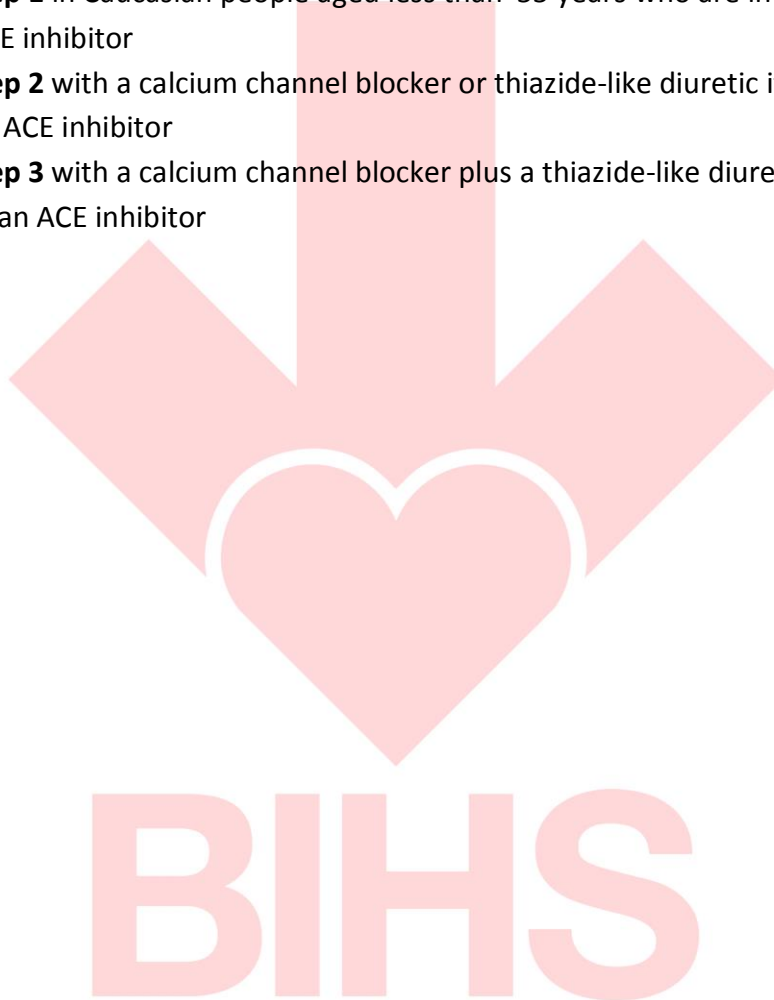 ep 1 in Caucasian people aged less than 55 years who are in
E inhibitor
ep 2 with a calcium channel blocker or thiazide-like diuretic i
ACE inhibitor
ep 3 with a calcium channel blocker plus a thiazide-like diure
an ACE inhibitor
BIHS